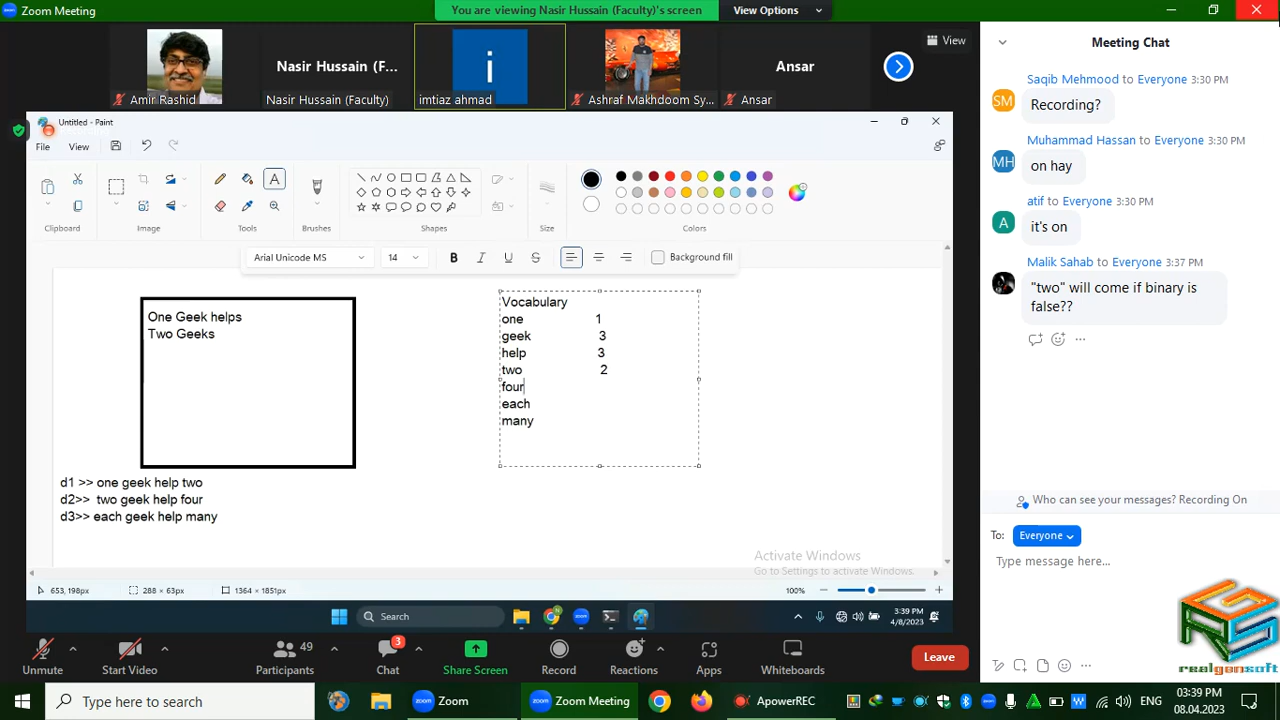 Zoom Meeting
You are viewing Nasir Hussain (Faculty)'s screen
View Options
Amir Rashid
Nasir Hussain (F...
Nasir Hussain (Faculty)
i
imtiaz ahmad
Ashraf Makhdoom Sy...
Ansar
Ansar
View
Untitled - Paint
File
View
Clipboard
Image
Tools
Brushes
Shapes
Size
Colors
Arial Unicode MS
14
B
Background fill
One Geek helps
Two Geeks
Vocabulary
one 1
geek 3
help 3
two 2
four
each
many
d1 >> one geek help two
d2>> two geek help four
d3>> each geek help many
Activate Windows
Go to Settings to activate Windows.
653, 198px
288 × 63px
1364 × 1851px
100%
Search
3:39 PM
4/8/2023
Unmute
Start Video
49
Participants
3
Chat
Share Screen
Record
Reactions
Apps
Whiteboards
Leave
Meeting Chat
Saqib Mehmood to Everyone 3:30 PM
SM
Recording?
Muhammad Hassan to Everyone 3:30 PM
MH
on hay
atif to Everyone 3:30 PM
A
it's on
Malik Sahab to Everyone 3:37 PM
"two" will come if binary is
false??
Who can see your messages? Recording On
To: Everyone
Type message here...
realgunsoft
Type here to search
Zoom
Zoom Meeting
ApowerREC
ENG
03:39 PM
08.04.2023